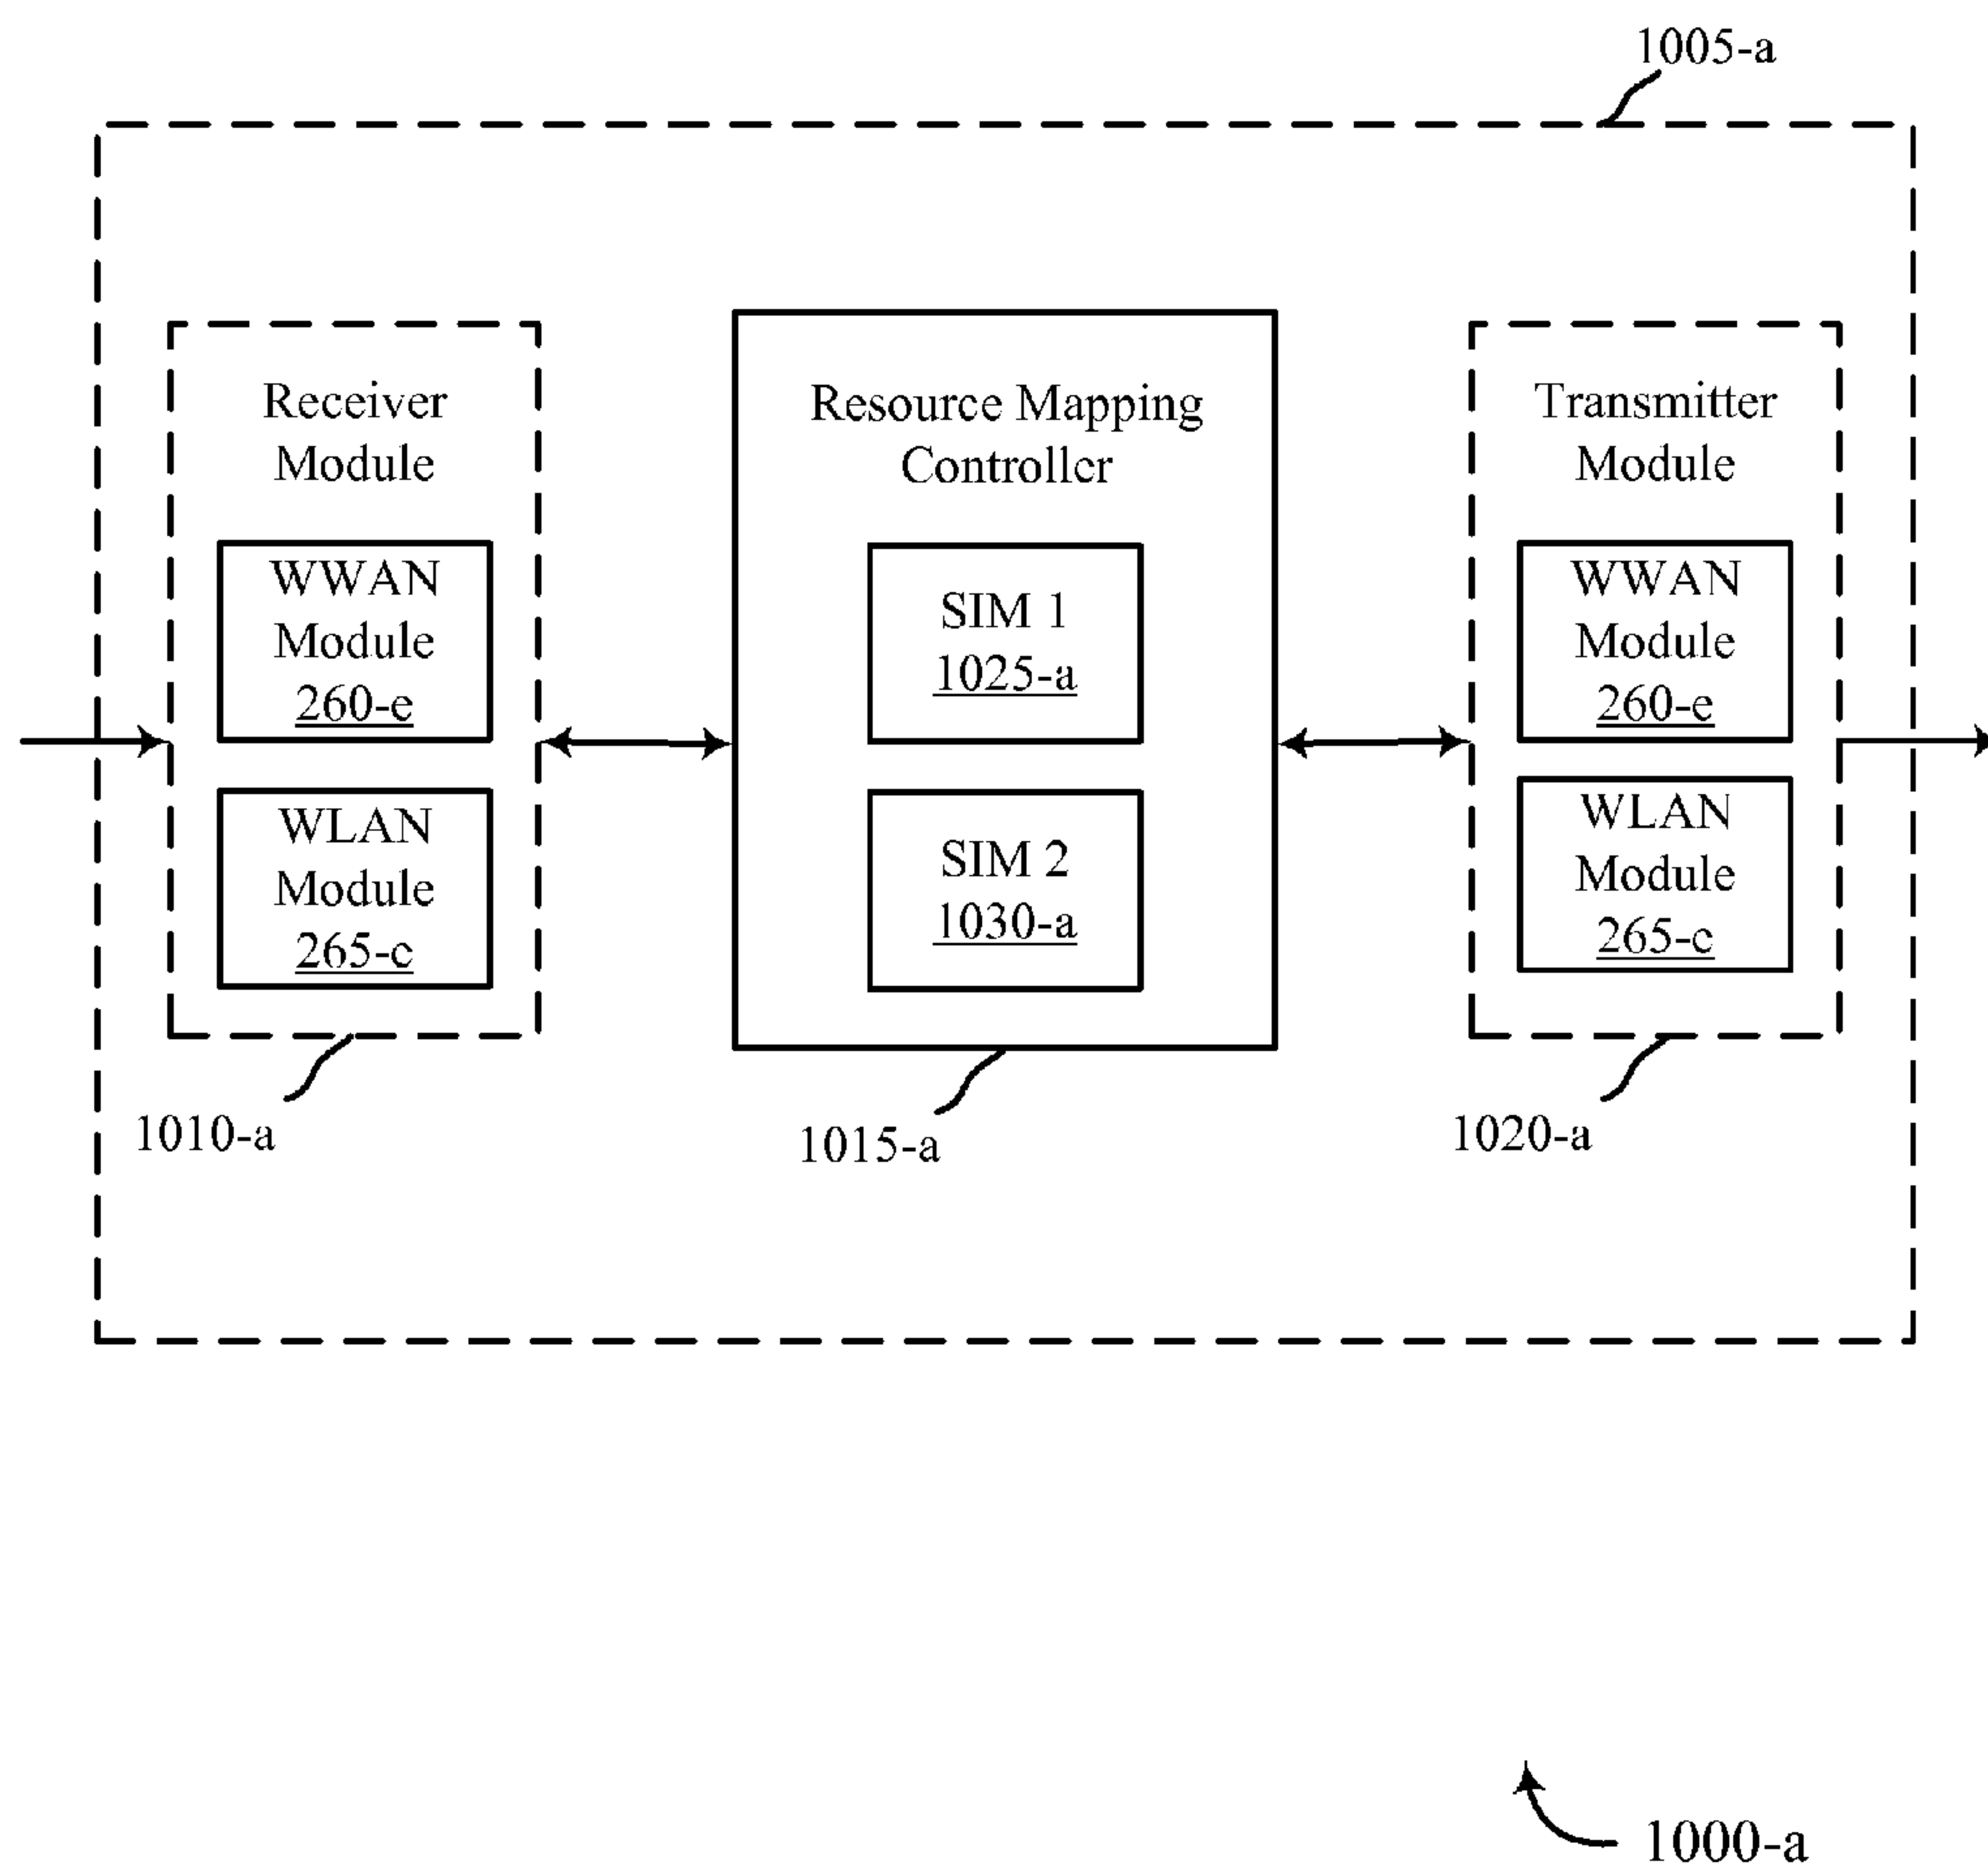 1005-a
Receiver
Module
WWAN
Module
260-e
WLAN
Module
265-c
1010-a
Resource Mapping
Controller
SIM 1
1025-a
SIM 2
1030-a
1015-a
Transmitter
Module
WWAN
Module
260-e
WLAN
Module
265-c
1020-a
1000-a